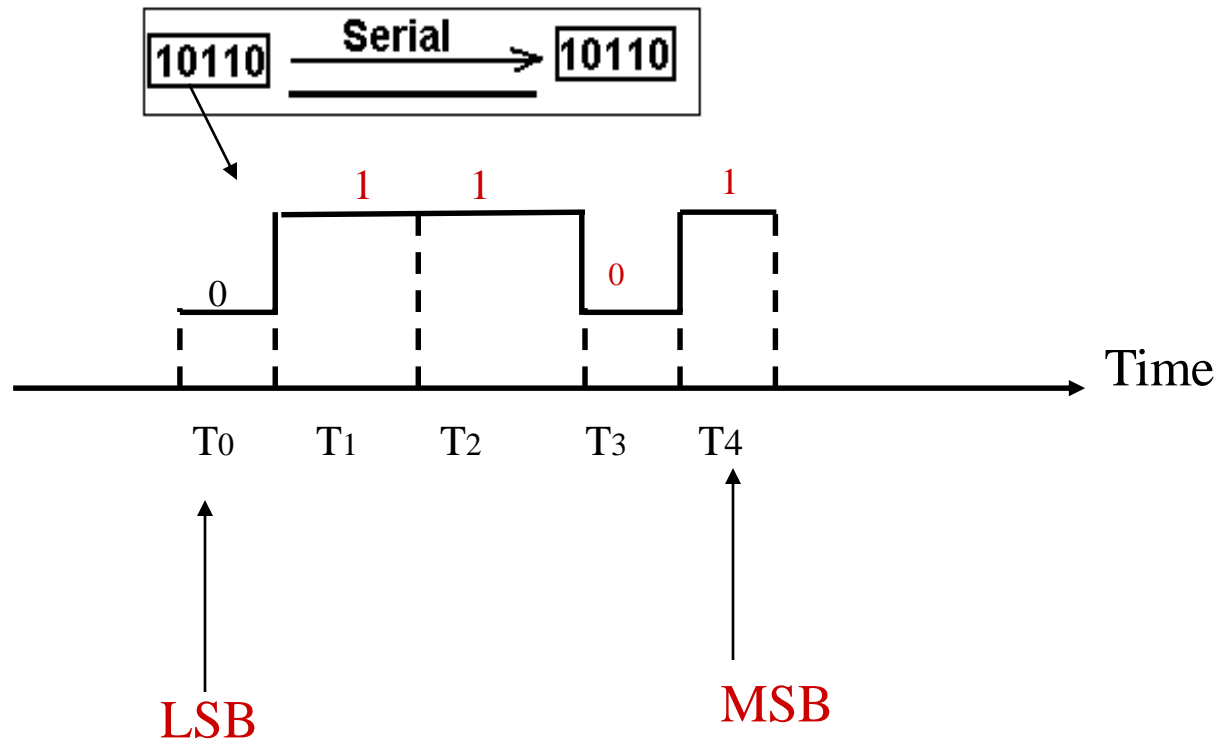 Serial
10110 10110
1 1 1
0 0
Time
T0 T1 T2 T3 T4
LSB MSB